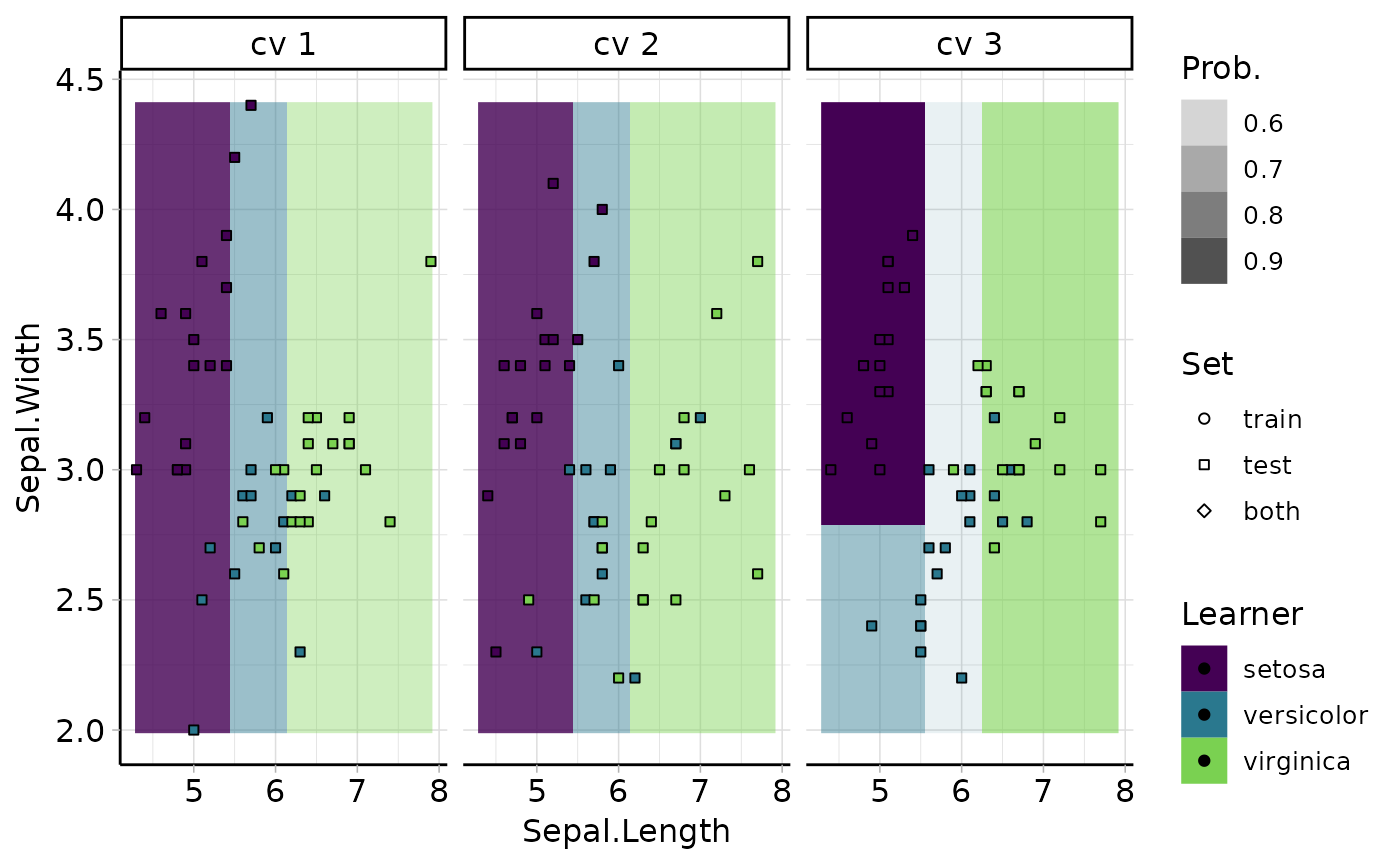 cv 1
cv 2
cv 3
4.5
4.0
3.5
3.0
2.5
2.0
Sepal.Width
5 6 7 8
5 6 7 8
5 6 7 8
Sepal.Length
Prob.
0.6
0.7
0.8
0.9
Set
train
test
both
Learner
setosa
versicolor
virginica